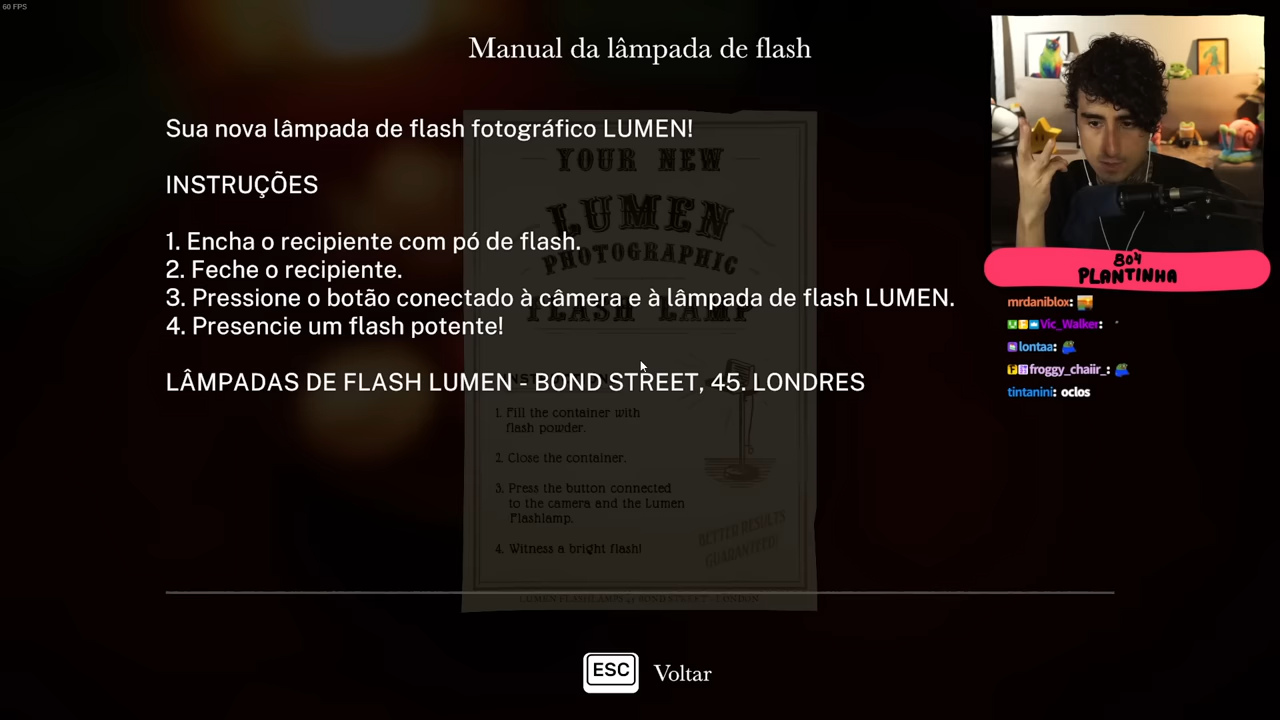 60 FPS
Manual da lâmpada de flash
Sua nova lâmpada de flash fotográfico LUMEN!
INSTRUÇÕES
1. Encha o recipiente com pó de flash.
2. Feche o recipiente.
3. Pressione o botão conectado à câmera e à lâmpada de flash LUMEN.
4. Presencie um flash potente!
LÂMPADAS DE FLASH LUMEN - BOND STREET, 45. LONDRES
YOUR NEW
LUMEN
PHOTOGRAPHIC
FLASH LAMP
1. Fill the container with
flash powder.
2. Close the container.
3. Press the button connected
to the camera and the Lumen
Flashlamp.
4. Witness a bright flash!
BETTER RESULTS
GUARANTEED!
ESC Voltar
804
PLANTINHA
mrdaniblox:
Vic_Walker:
lontaa:
froggy_chaiir_:
tintanini: oclos